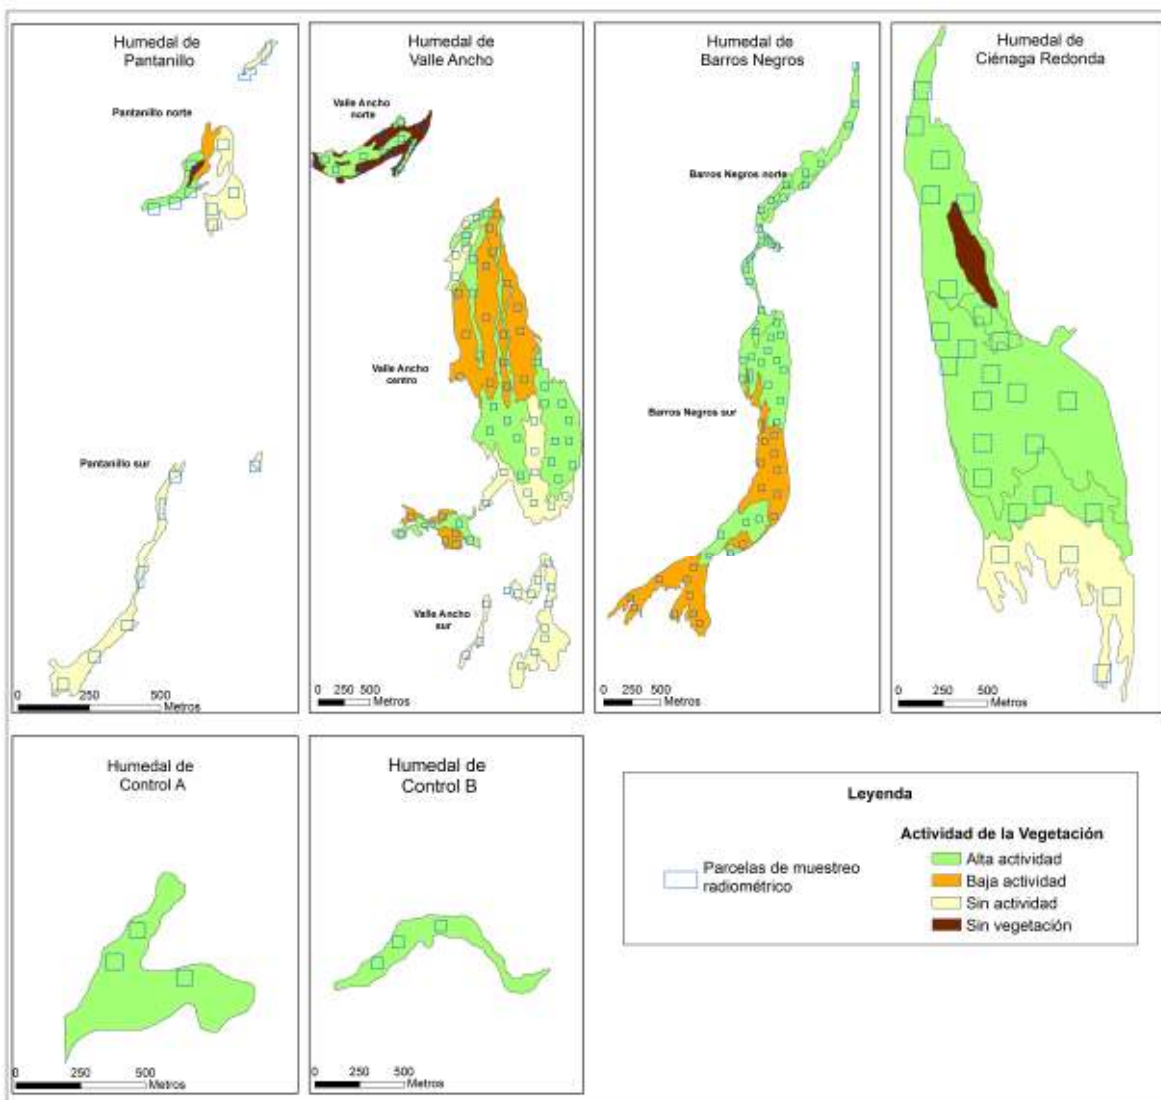 Humedal de
Pantanillo
Pantanillo norte
Pantanillo sur
0 250 500
Metros
Humedal de
Valle Ancho
Valle Ancho
norte
Valle Ancho
centro
Valle Ancho
sur
0 250 500
Metros
Humedal de
Barros Negros
Barros Negros norte
Barros Negros sur
0 250 500
Metros
Humedal de
Ciénaga Redonda
0 250 500
Metros
Humedal de
Control A
0 250 500
Metros
Humedal de
Control B
0 250 500
Metros
Leyenda
Parcelas de muestreo
radiométrico
Actividad de la Vegetación
Alta actividad
Baja actividad
Sin actividad
Sin vegetación